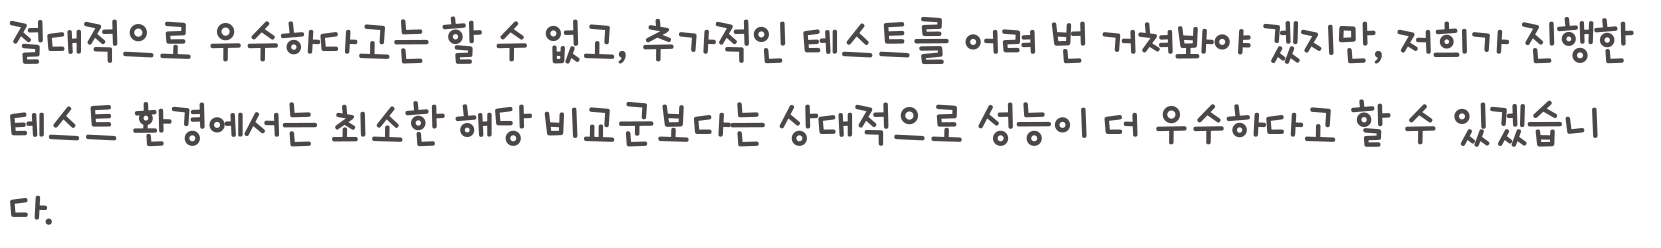 절대적으로 우수하다고는 할 수 없고, 추가적인 테스트를 어려 번 거쳐봐야 겠지만, 저희가 진행한
테스트 환경에서는 최소한 해당 비교군보다는 상대적으로 성능이 더 우수하다고 할 수 있겠습니
다.